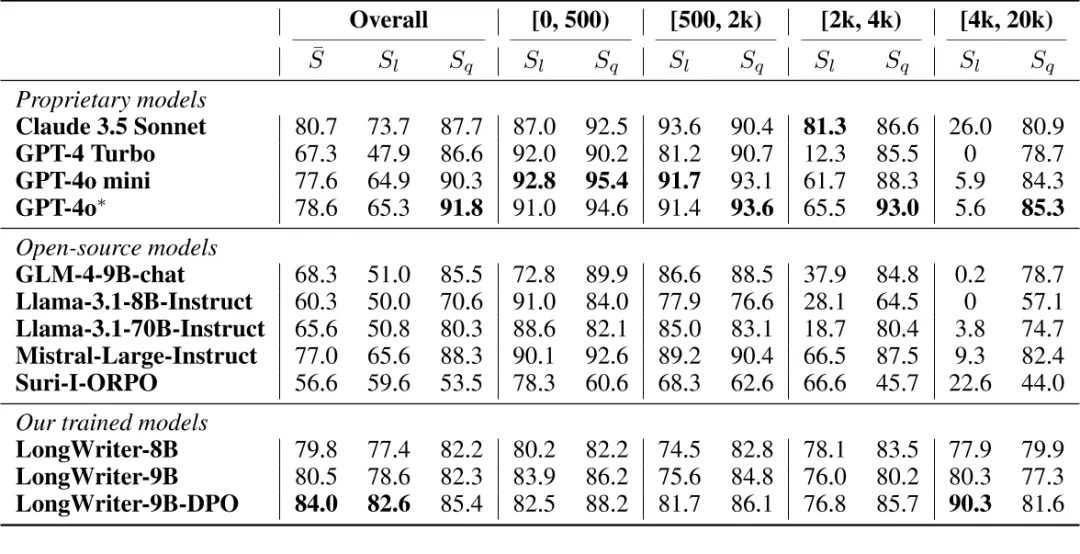 Overall [0, 500) [500, 2k) [2k, 4k) [4k, 20k)
S̄ Sl Sq Sl Sq Sl Sq Sl Sq Sl Sq
Proprietary models
Claude 3.5 Sonnet 80.7 73.7 87.7 87.0 92.5 93.6 90.4 81.3 86.6 26.0 80.9
GPT-4 Turbo 67.3 47.9 86.6 92.0 90.2 81.2 90.7 12.3 85.5 0 78.7
GPT-4o mini 77.6 64.9 90.3 92.8 95.4 91.7 93.1 61.7 88.3 5.9 84.3
GPT-4o* 78.6 65.3 91.8 91.0 94.6 91.4 93.6 65.5 93.0 5.6 85.3
Open-source models
GLM-4-9B-chat 68.3 51.0 85.5 72.8 89.9 86.6 88.5 37.9 84.8 0.2 78.7
Llama-3.1-8B-Instruct 60.3 50.0 70.6 91.0 84.0 77.9 76.6 28.1 64.5 0 57.1
Llama-3.1-70B-Instruct 65.6 50.8 80.3 88.6 82.1 85.0 83.1 18.7 80.4 3.8 74.7
Mistral-Large-Instruct 77.0 65.6 88.3 90.1 92.6 89.2 90.4 66.5 87.5 9.3 82.4
Suri-I-ORPO 56.6 59.6 53.5 78.3 60.6 68.3 62.6 66.6 45.7 22.6 44.0
Our trained models
LongWriter-8B 79.8 77.4 82.2 80.2 82.2 74.5 82.8 78.1 83.5 77.9 79.9
LongWriter-9B 80.5 78.6 82.3 83.9 86.2 75.6 84.8 76.0 80.2 80.3 77.3
LongWriter-9B-DPO 84.0 82.6 85.4 82.5 88.2 81.7 86.1 76.8 85.7 90.3 81.6